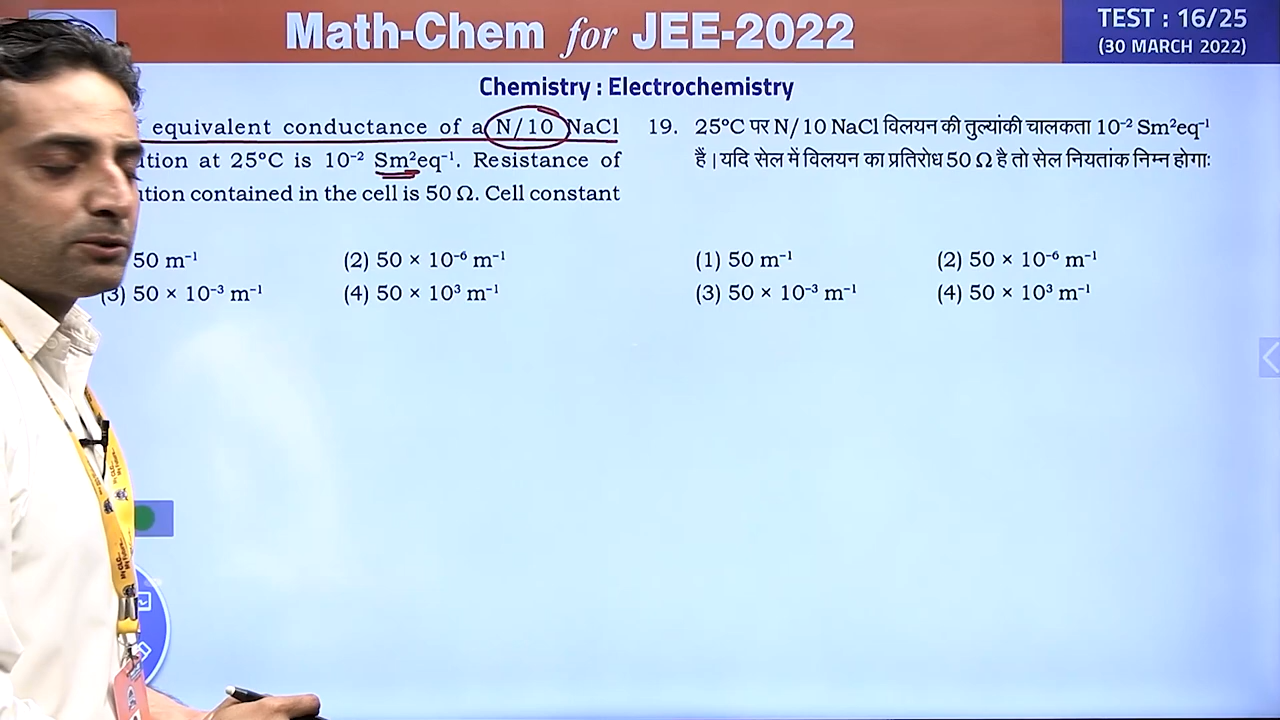 Math-Chem for JEE-2022
TEST : 16/25
(30 MARCH 2022)
Chemistry : Electrochemistry
equivalent conductance of a N/10 NaCl
ution at 25°C is 10⁻² Sm²eq⁻¹. Resistance of
ution contained in the cell is 50 Ω. Cell constant
50 m⁻¹ (2) 50 × 10⁻⁶ m⁻¹
(3) 50 × 10⁻³ m⁻¹ (4) 50 × 10³ m⁻¹
19. 25°C पर N/10 NaCl विलयन की तुल्यांकी चालकता 10⁻² Sm²eq⁻¹
हैं। यदि सेल में विलयन का प्रतिरोध 50 Ω है तो सेल नियतांक निम्न होगाः
(1) 50 m⁻¹ (2) 50 × 10⁻⁶ m⁻¹
(3) 50 × 10⁻³ m⁻¹ (4) 50 × 10³ m⁻¹